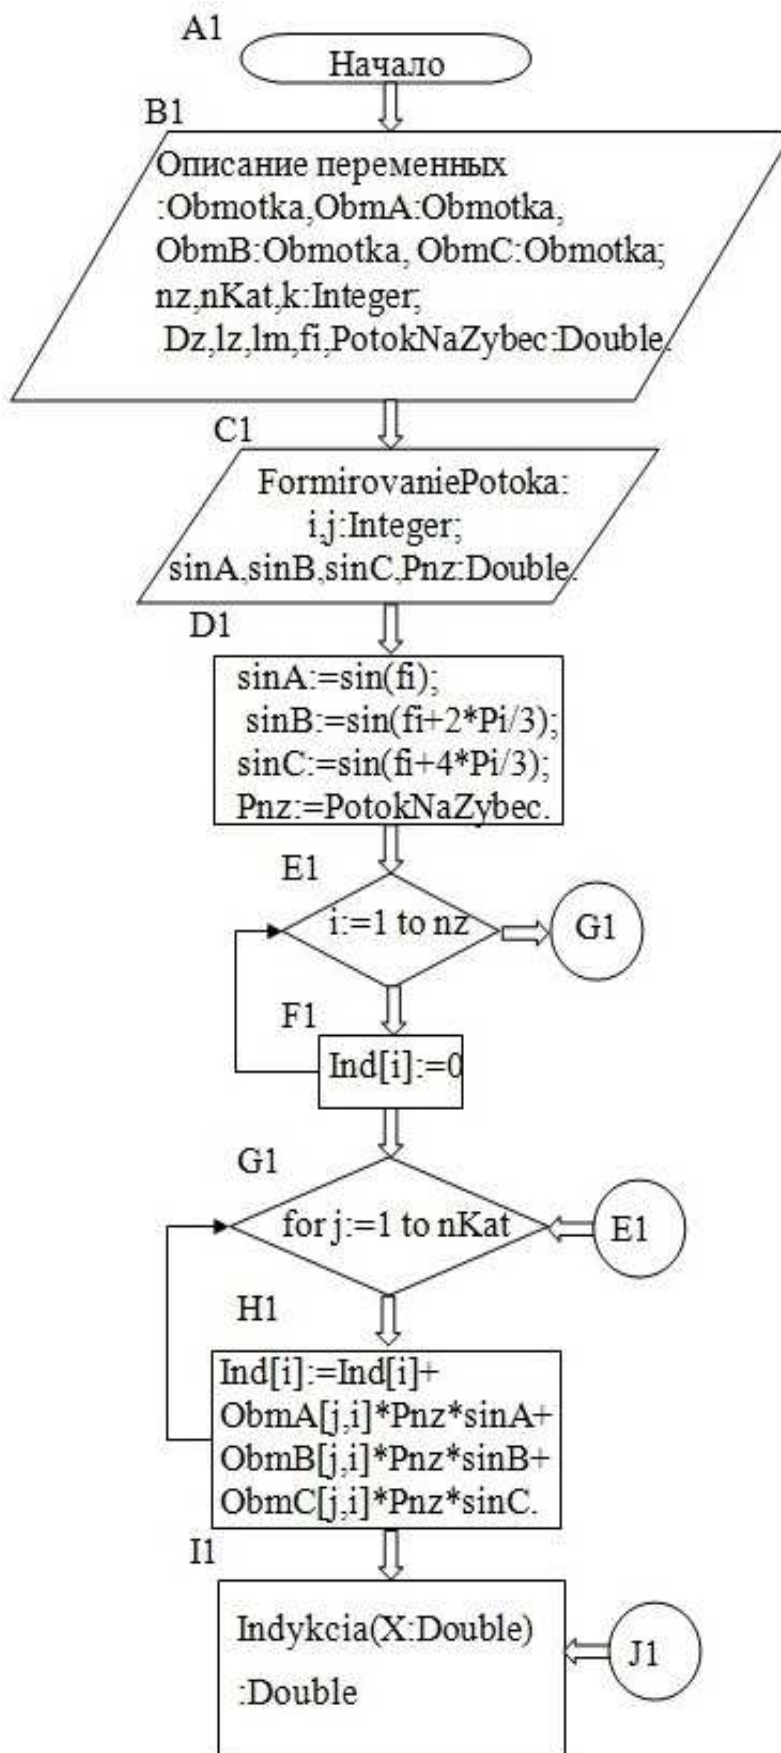 A1
Начало
B1
Описание переменных
:Obmotka,ObmA:Obmotka,
ObmB:Obmotka, ObmC:Obmotka;
nz,nKat,k:Integer;
Dz,lz,lm,fi,PotokNaZybec:Double.
C1
FormirovaniePotoka:
i,j:Integer;
sinA,sinB,sinC,Pnz:Double.
D1
sinA:=sin(fi);
sinB:=sin(fi+2*Pi/3);
sinC:=sin(fi+4*Pi/3);
Pnz:=PotokNaZybec.
E1
i:=1 to nz
G1
F1
Ind[i]:=0
G1
for j:=1 to nKat
E1
H1
Ind[i]:=Ind[i]+
ObmA[j,i]*Pnz*sinA+
ObmB[j,i]*Pnz*sinB+
ObmC[j,i]*Pnz*sinC.
I1
Indykcia(X:Double)
:Double
J1